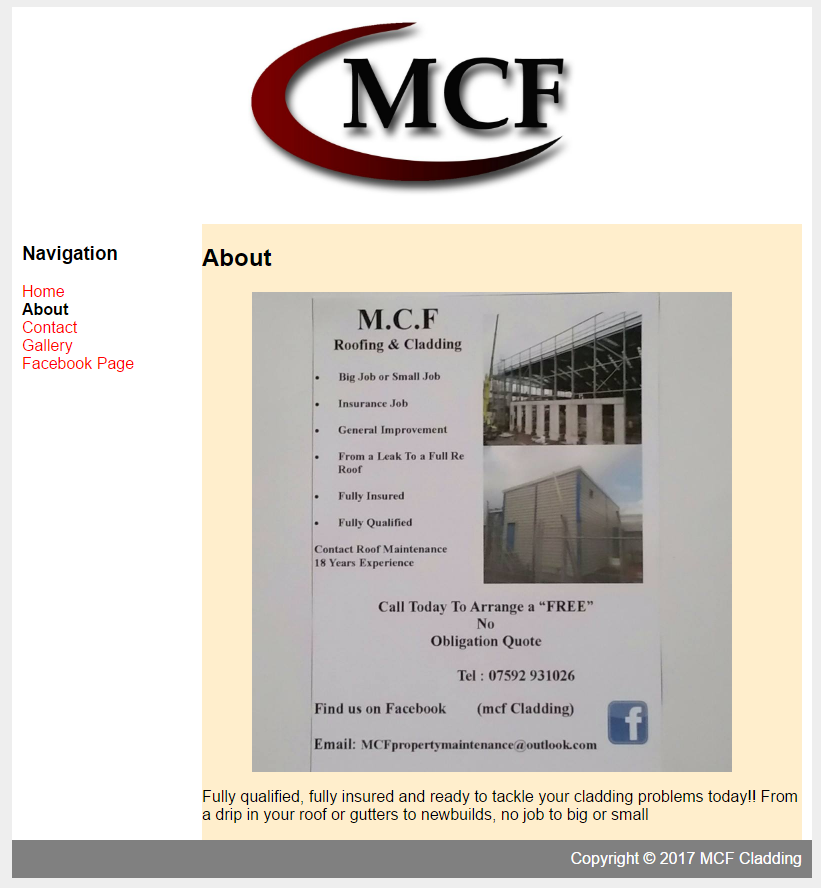 MCF
Navigation
Home
About
Contact
Gallery
Facebook Page
About
M.C.F
Roofing & Cladding
• Big Job or Small Job
• Insurance Job
• General Improvement
• From a Leak To a Full Re
Roof
• Fully Insured
• Fully Qualified
Contact Roof Maintenance
18 Years Experience
Call Today To Arrange a “FREE”
No
Obligation Quote
Tel : 07592 931026
Find us on Facebook (mcf Cladding)
f
Email: MCFpropertymaintenance@outlook.com
Fully qualified, fully insured and ready to tackle your cladding problems today!! From
a drip in your roof or gutters to newbuilds, no job to big or small
Copyright © 2017 MCF Cladding